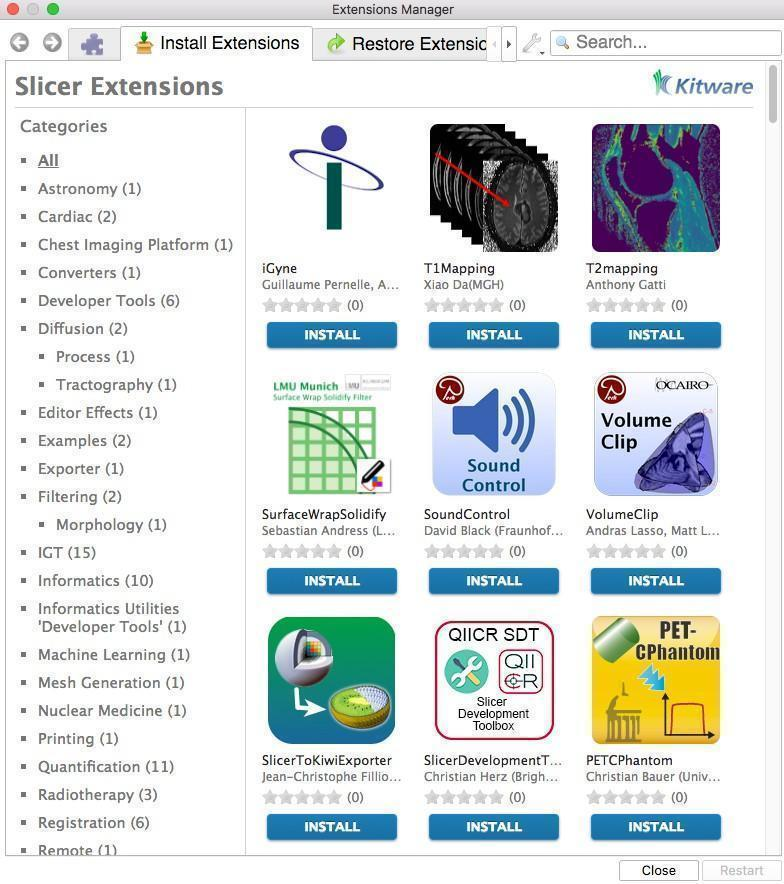 Extensions Manager
Install Extensions
Restore Extensio
Search...
Slicer Extensions
Kitware
Categories
All
Astronomy (1)
Cardiac (2)
Chest Imaging Platform (1)
Converters (1)
Developer Tools (6)
Diffusion (2)
Process (1)
Tractography (1)
Editor Effects (1)
Examples (2)
Exporter (1)
Filtering (2)
Morphology (1)
IGT (15)
Informatics (10)
Informatics Utilities
'Developer Tools' (1)
Machine Learning (1)
Mesh Generation (1)
Nuclear Medicine (1)
Printing (1)
Quantification (11)
Radiotherapy (3)
Registration (6)
Remote (1)
iGyne
Guillaume Pernelle, A...
(0)
INSTALL
T1Mapping
Xiao Da(MGH)
(0)
INSTALL
T2mapping
Anthony Gatti
(0)
INSTALL
LMU Munich
Surface Wrap Solidify Filter
SurfaceWrapSolidify
Sebastian Andress (L...
(0)
INSTALL
Sound
Control
SoundControl
David Black (Fraunhof...
(0)
INSTALL
OCAIRO
Volume
Clip
VolumeClip
Andras Lasso, Matt L...
(0)
INSTALL
SlicerToKiwiExporter
Jean-Christophe Fillio...
(0)
INSTALL
QIICR SDT
QII
CR
Slicer
Development
Toolbox
SlicerDevelopmentT...
Christian Herz (Brigh...
(0)
INSTALL
PET-
CPhantom
PETCPhantom
Christian Bauer (Univ...
(0)
INSTALL
Close
Restart